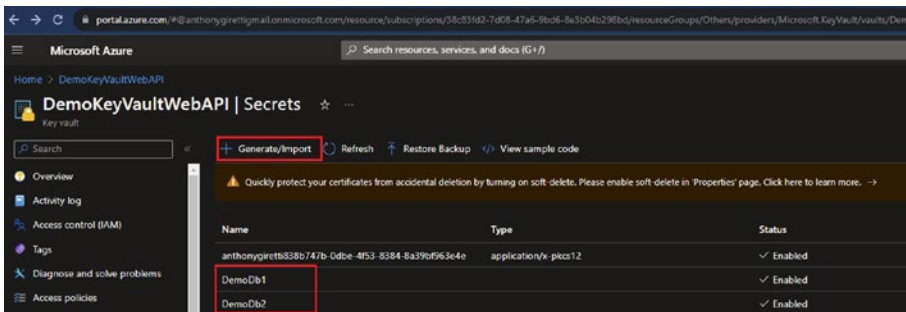 portal.azure.com/#@anthonygirettigmail.onmicrosoft.com/resource/subscriptions/38c83fd2-7d08-47a6-9bd6-8e3b04b298bd/resourceGroups/Others/providers/Microsoft.KeyVault/vaults/Dem
Microsoft Azure
Search resources, services, and docs (G+/)
Home > DemoKeyVaultWebAPI
DemoKeyVaultWebAPI | Secrets ☆ ...
Key vault
Search
«
+ Generate/Import
Refresh
Restore Backup
</> View sample code
Overview
Activity log
Access control (IAM)
Tags
Diagnose and solve problems
Access policies
Quickly protect your certificates from accidental deletion by turning on soft-delete. Please enable soft-delete in 'Properties' page. Click here to learn more. →
Name Type Status
anthonygiretti838b747b-0dbe-4f53-8384-8a39bf963e4e application/x-pkcs12 ✓ Enabled
DemoDb1 ✓ Enabled
DemoDb2 ✓ Enabled